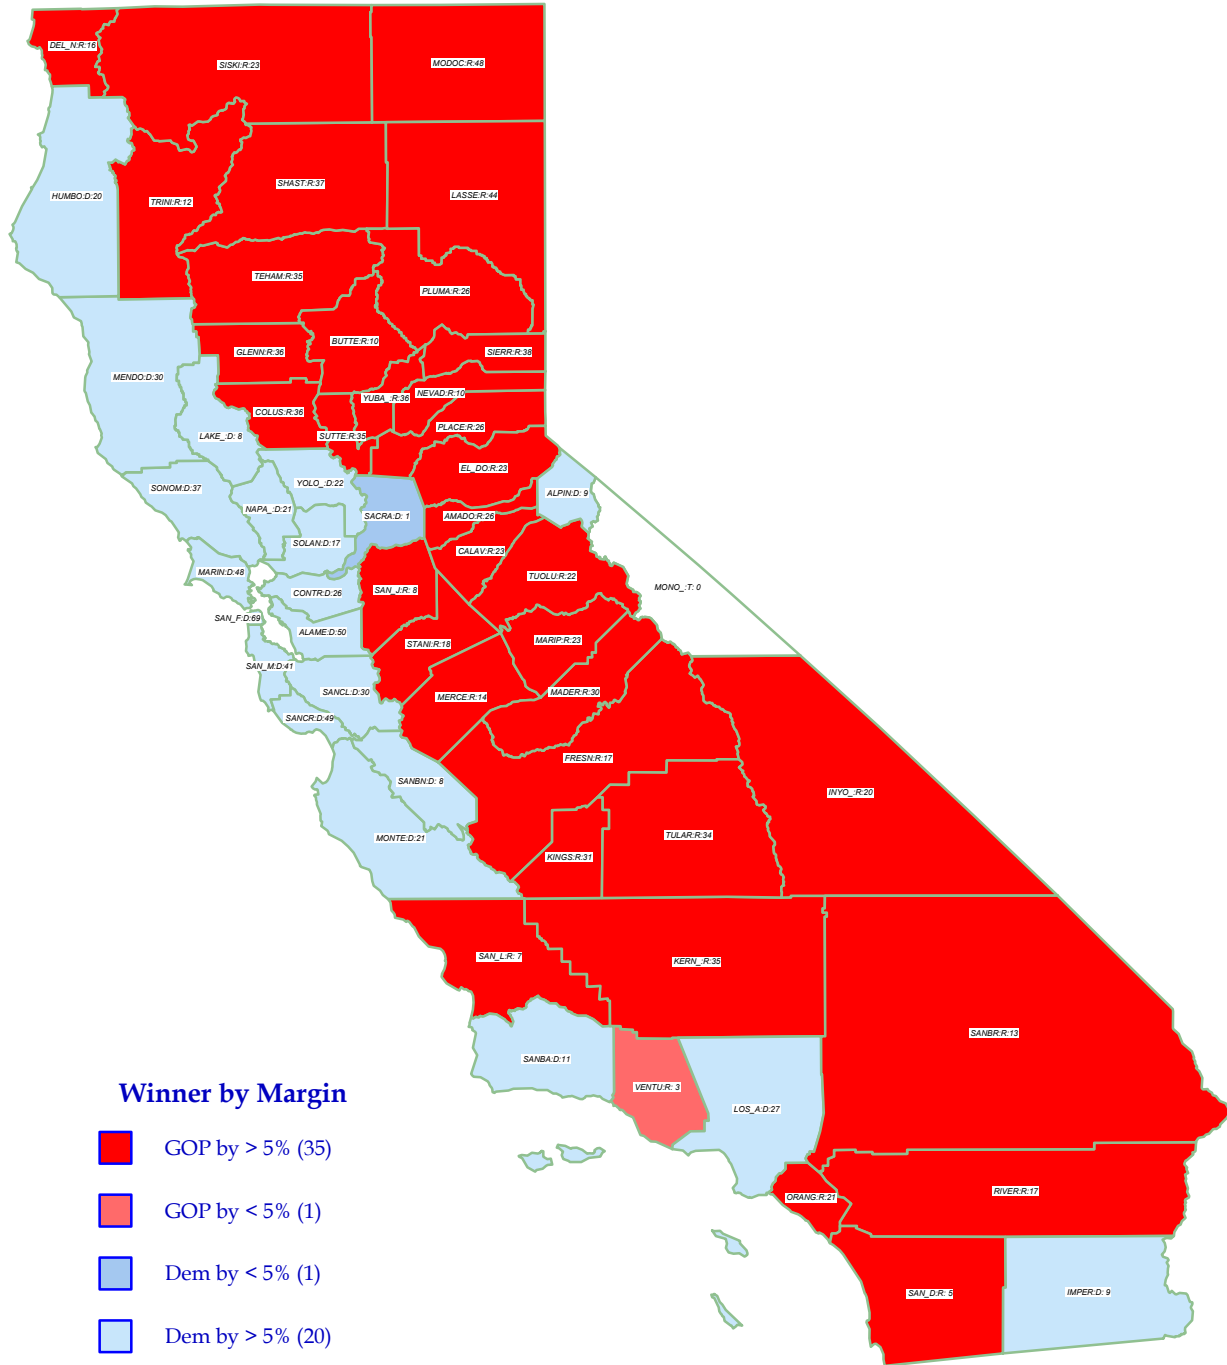 DEL_N:R:16
SISKI:R:23
MODOC:R:48
HUMBO:D:20
TRINI:R:12
SHAST:R:37
LASSE:R:44
TEHAM:R:35
PLUMA:R:26
BUTTE:R:10
GLENN:R:36
SIERR:R:38
MENDO:D:30
NEVAD:R:10
YUBA_:R:36
COLUS:R:36
PLACE:R:26
LAKE_:D: 8
SUTTE:R:35
EL_DO:R:23
YOLO_:D:22
SONOM:D:37
ALPIN:D: 9
NAPA_:D:21
SACRA:D: 1
AMADO:R:26
SOLAN:D:17
CALAV:R:23
MARIN:D:48
TUOLU:R:22
MONO_:T: 0
CONTR:D:26
SAN_J:R: 8
SAN_F:D:69
ALAME:D:50
STANI:R:18
MARIP:R:23
SAN_M:D:41
SANCL:D:30
MERCE:R:14
MADER:R:30
SANCR:D:49
FRESN:R:17
SANBN:D: 8
INYO_:R:20
MONTE:D:21
TULAR:R:34
KINGS:R:31
SAN_L:R: 7
KERN_:R:35
SANBR:R:13
SANBA:D:11
VENTU:R: 3
LOS_A:D:27
ORANG:R:21
RIVER:R:17
SAN_D:R: 5
IMPER:D: 9
Winner by Margin
GOP by > 5% (35)
GOP by < 5% (1)
Dem by < 5% (1)
Dem by > 5% (20)